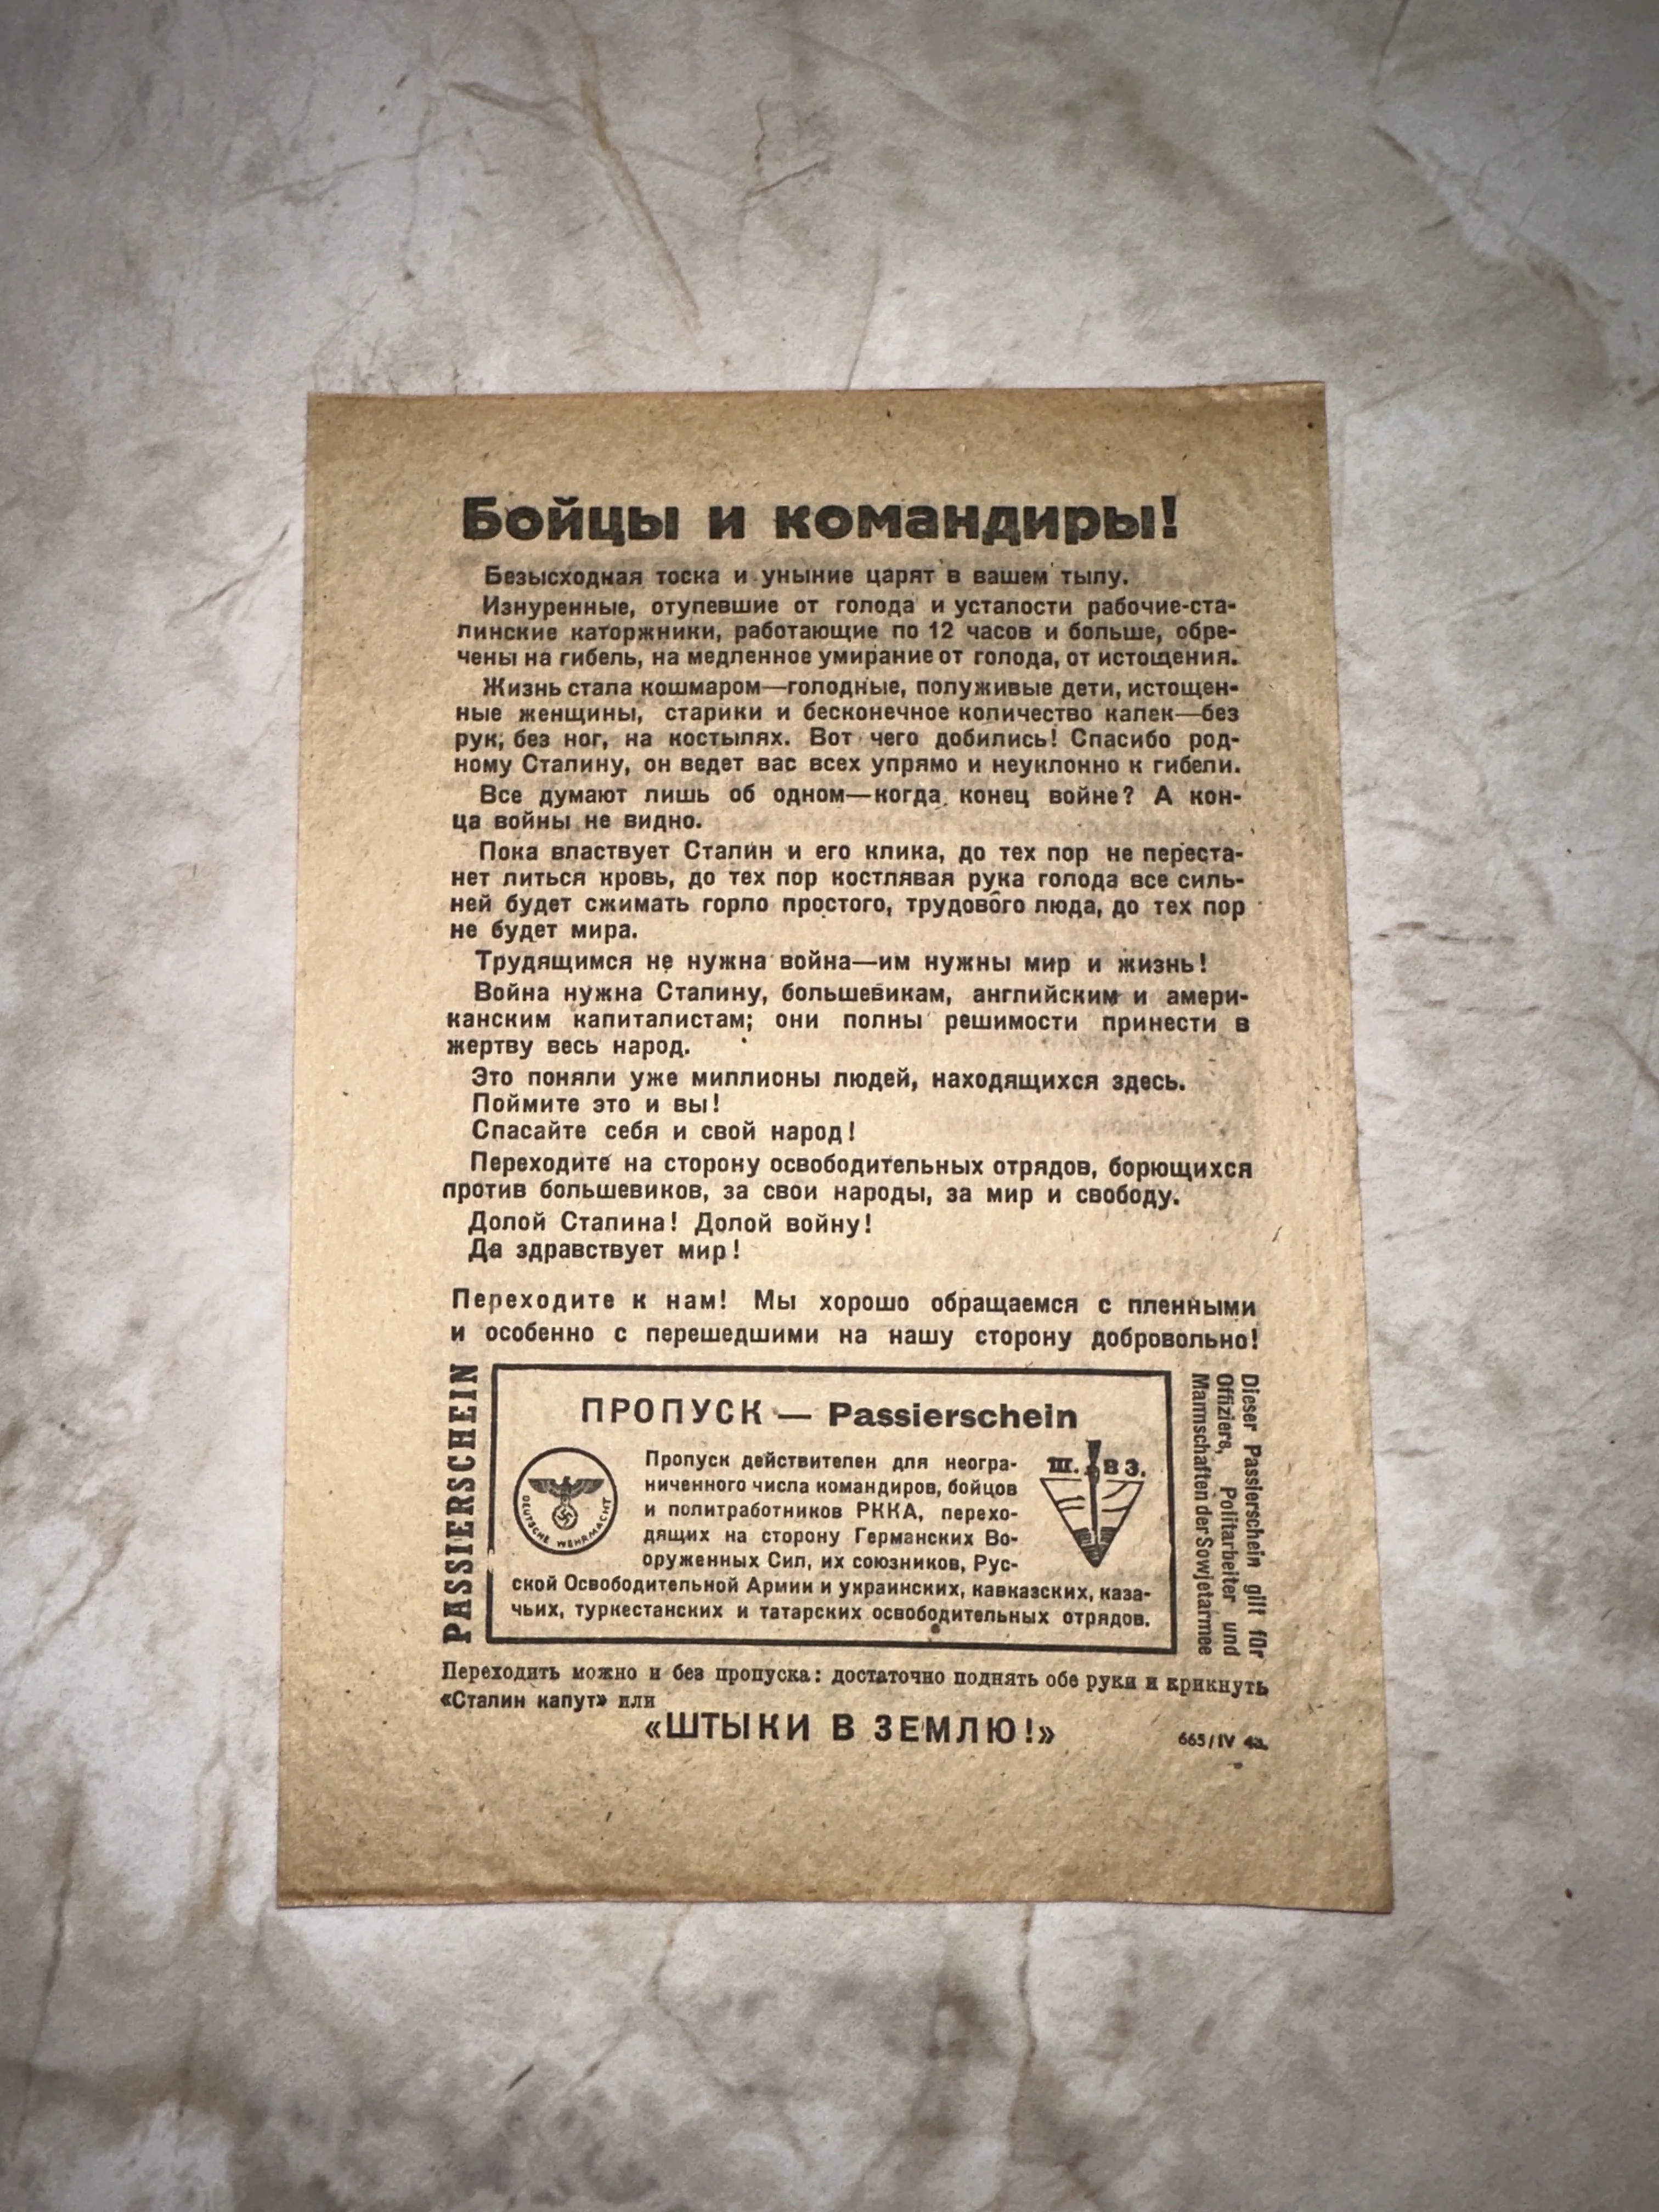 Бойцы и командиры!
Безысходная тоска и уныние царят в вашем тылу.
Изнуренные, отупевшие от голода и усталости рабочие-ста-
линские каторжники, работающие по 12 часов и больше, обре-
чены на гибель, на медленное умирание от голода, от истощения.
Жизнь стала кошмаром—голодные, полуживые дети, истощен-
ные женщины, старики и бесконечное количество калек—без
рук, без ног, на костылях. Вот чего добились! Спасибо род-
ному Сталину, он ведет вас всех упрямо и неуклонно к гибели.
Все думают лишь об одном—когда конец войне? А кон-
ца войны не видно.
Пока властвует Сталин и его клика, до тех пор не переста-
нет литься кровь, до тех пор костлявая рука голода все силь-
ней будет сжимать горло простого, трудового люда, до тех пор
не будет мира.
Трудящимся не нужна война—им нужны мир и жизнь!
Война нужна Сталину, большевикам, английским и амери-
канским капиталистам; они полны решимости принести в
жертву весь народ.
Это поняли уже миллионы людей, находящихся здесь.
Поймите это и вы!
Спасайте себя и свой народ!
Переходите на сторону освободительных отрядов, борющихся
против большевиков, за свои народы, за мир и свободу.
Долой Сталина! Долой войну!
Да здравствует мир!
Переходите к нам! Мы хорошо обращаемся с пленными
и особенно с перешедшими на нашу сторону добровольно!
PASSIERSCHEIN
ПРОПУСК — Passierschein
DEUTSCHE WEHRMACHT
Ш. В З.
Пропуск действителен для неогра-
ниченного числа командиров, бойцов
и политработников РККА, перехо-
дящих на сторону Германских Во-
оруженных Сил, их союзников, Рус-
ской Освободительной Армии и украинских, кавказских, каза-
чьих, туркестанских и татарских освободительных отрядов.
Dieser Passierschein gilt für
Offiziere, Politarbeiter und
Mannschaften der Sowjetarmee
Переходить можно и без пропуска: достаточно поднять обе руки и крикнуть
«Сталин капут» или
«ШТЫКИ В ЗЕМЛЮ!»
665/IV 43.